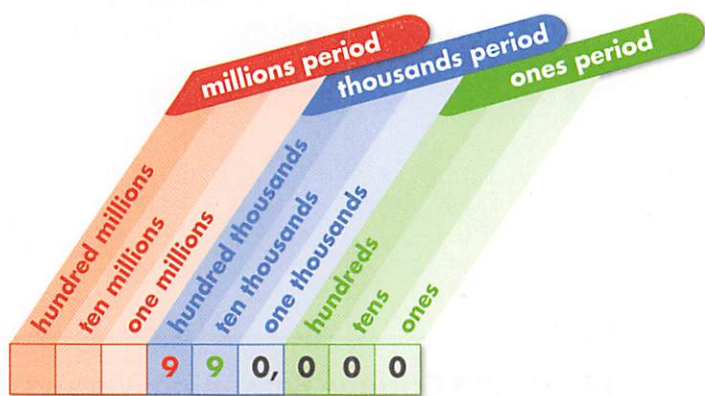 millions period
thousands period
ones period
hundred millions
ten millions
one millions
hundred thousands
ten thousands
one thousands
hundreds
tens
ones
9 9 0, 0 0 0